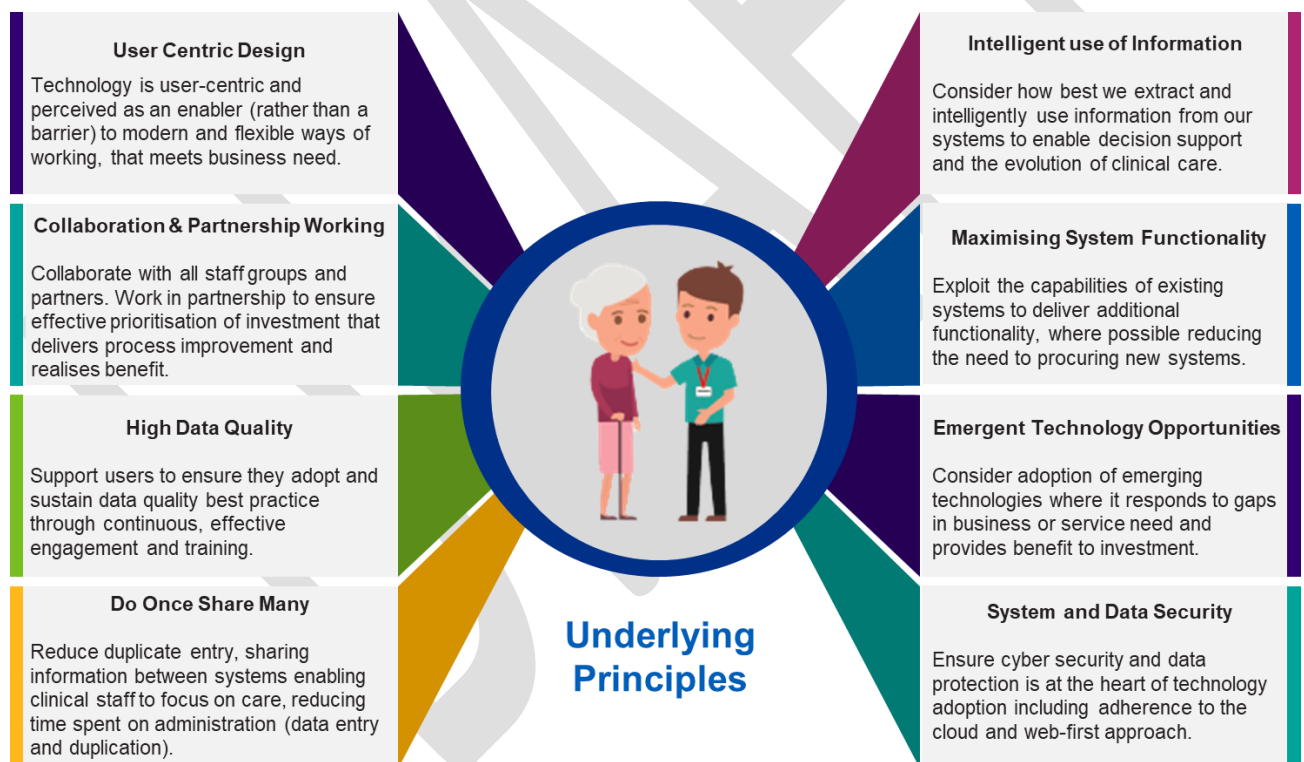 User Centric Design
Technology is user-centric and
perceived as an enabler (rather than a
barrier) to modern and flexible ways of
working, that meets business need.
Collaboration & Partnership Working
Collaborate with all staff groups and
partners. Work in partnership to ensure
effective prioritisation of investment that
delivers process improvement and
realises benefit.
High Data Quality
Support users to ensure they adopt and
sustain data quality best practice
through continuous, effective
engagement and training.
Do Once Share Many
Reduce duplicate entry, sharing
information between systems enabling
clinical staff to focus on care, reducing
time spent on administration (data entry
and duplication).
Underlying
Principles
Intelligent use of Information
Consider how best we extract and
intelligently use information from our
systems to enable decision support
and the evolution of clinical care.
Maximising System Functionality
Exploit the capabilities of existing
systems to deliver additional
functionality, where possible reducing
the need to procuring new systems.
Emergent Technology Opportunities
Consider adoption of emerging
technologies where it responds to gaps
in business or service need and
provides benefit to investment.
System and Data Security
Ensure cyber security and data
protection is at the heart of technology
adoption including adherence to the
cloud and web-first approach.